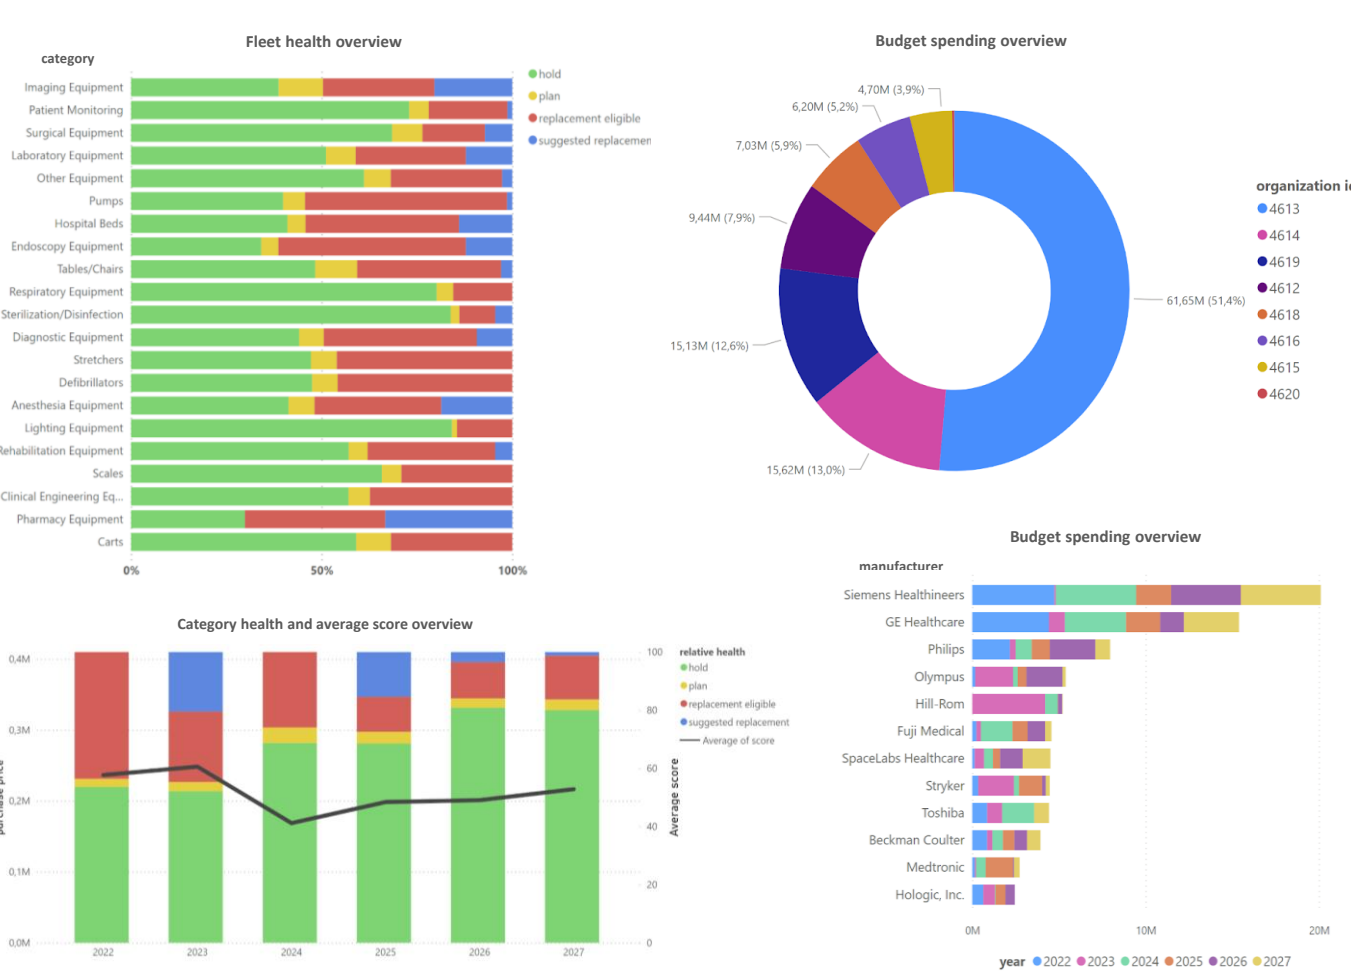 Fleet health overview
category
Imaging Equipment
Patient Monitoring
Surgical Equipment
Laboratory Equipment
Other Equipment
Pumps
Hospital Beds
Endoscopy Equipment
Tables/Chairs
Respiratory Equipment
Sterilization/Disinfection
Diagnostic Equipment
Stretchers
Defibrillators
Anesthesia Equipment
Lighting Equipment
Rehabilitation Equipment
Scales
Clinical Engineering Eq...
Pharmacy Equipment
Carts
0% 50% 100%
hold
plan
replacement eligible
suggested replacemen
Budget spending overview
4,70M (3,9%)
6,20M (5,2%)
7,03M (5,9%)
9,44M (7,9%)
15,13M (12,6%)
15,62M (13,0%)
61,65M (51,4%)
organization i
4613
4614
4619
4612
4618
4616
4615
4620
Category health and average score overview
0,4M
0,3M
0,2M
0,1M
0,0M
purchase price
2022 2023 2024 2025 2026 2027
100
80
60
40
20
0
Average score
relative health
hold
plan
replacement eligible
suggested replacement
Average of score
Budget spending overview
manufacturer
Siemens Healthineers
GE Healthcare
Philips
Olympus
Hill-Rom
Fuji Medical
SpaceLabs Healthcare
Stryker
Toshiba
Beckman Coulter
Medtronic
Hologic, Inc.
0M 10M 20M
year 2022 2023 2024 2025 2026 2027